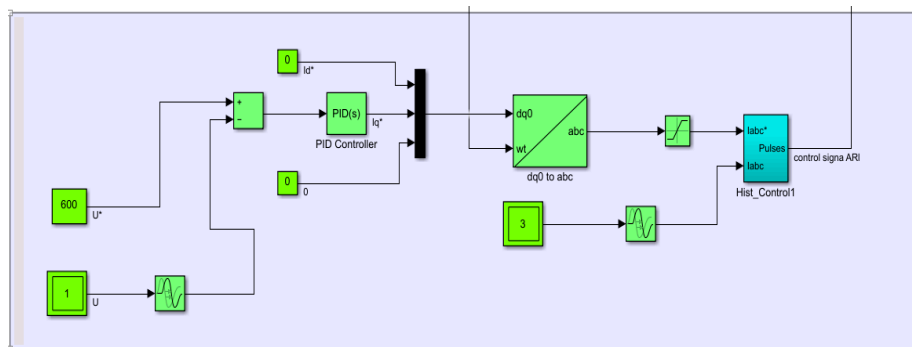 0
Id*
+
−
PID(s)
Iq*
PID Controller
0
0
600
U*
1
U
dq0
abc
wt
dq0 to abc
3
Iabc*
Pulses
Iabc
Hist_Control1
control signa ARI